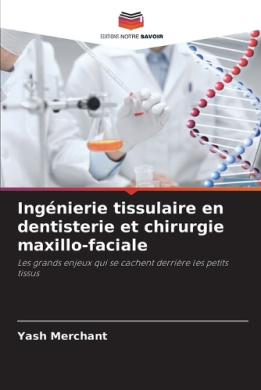 EDITIONS NOTRE SAVOIR
Ingénierie tissulaire en
dentisterie et chirurgie
maxillo-faciale
Les grands enjeux qui se cachent derrière les petits
tissus
Yash Merchant